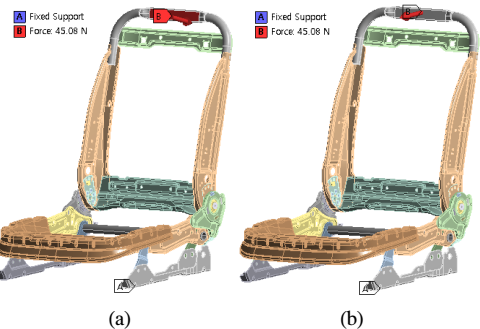 A Fixed Support
B Force: 45.08 N
B
A
(a)
A Fixed Support
B Force: 45.08 N
B
A
(b)